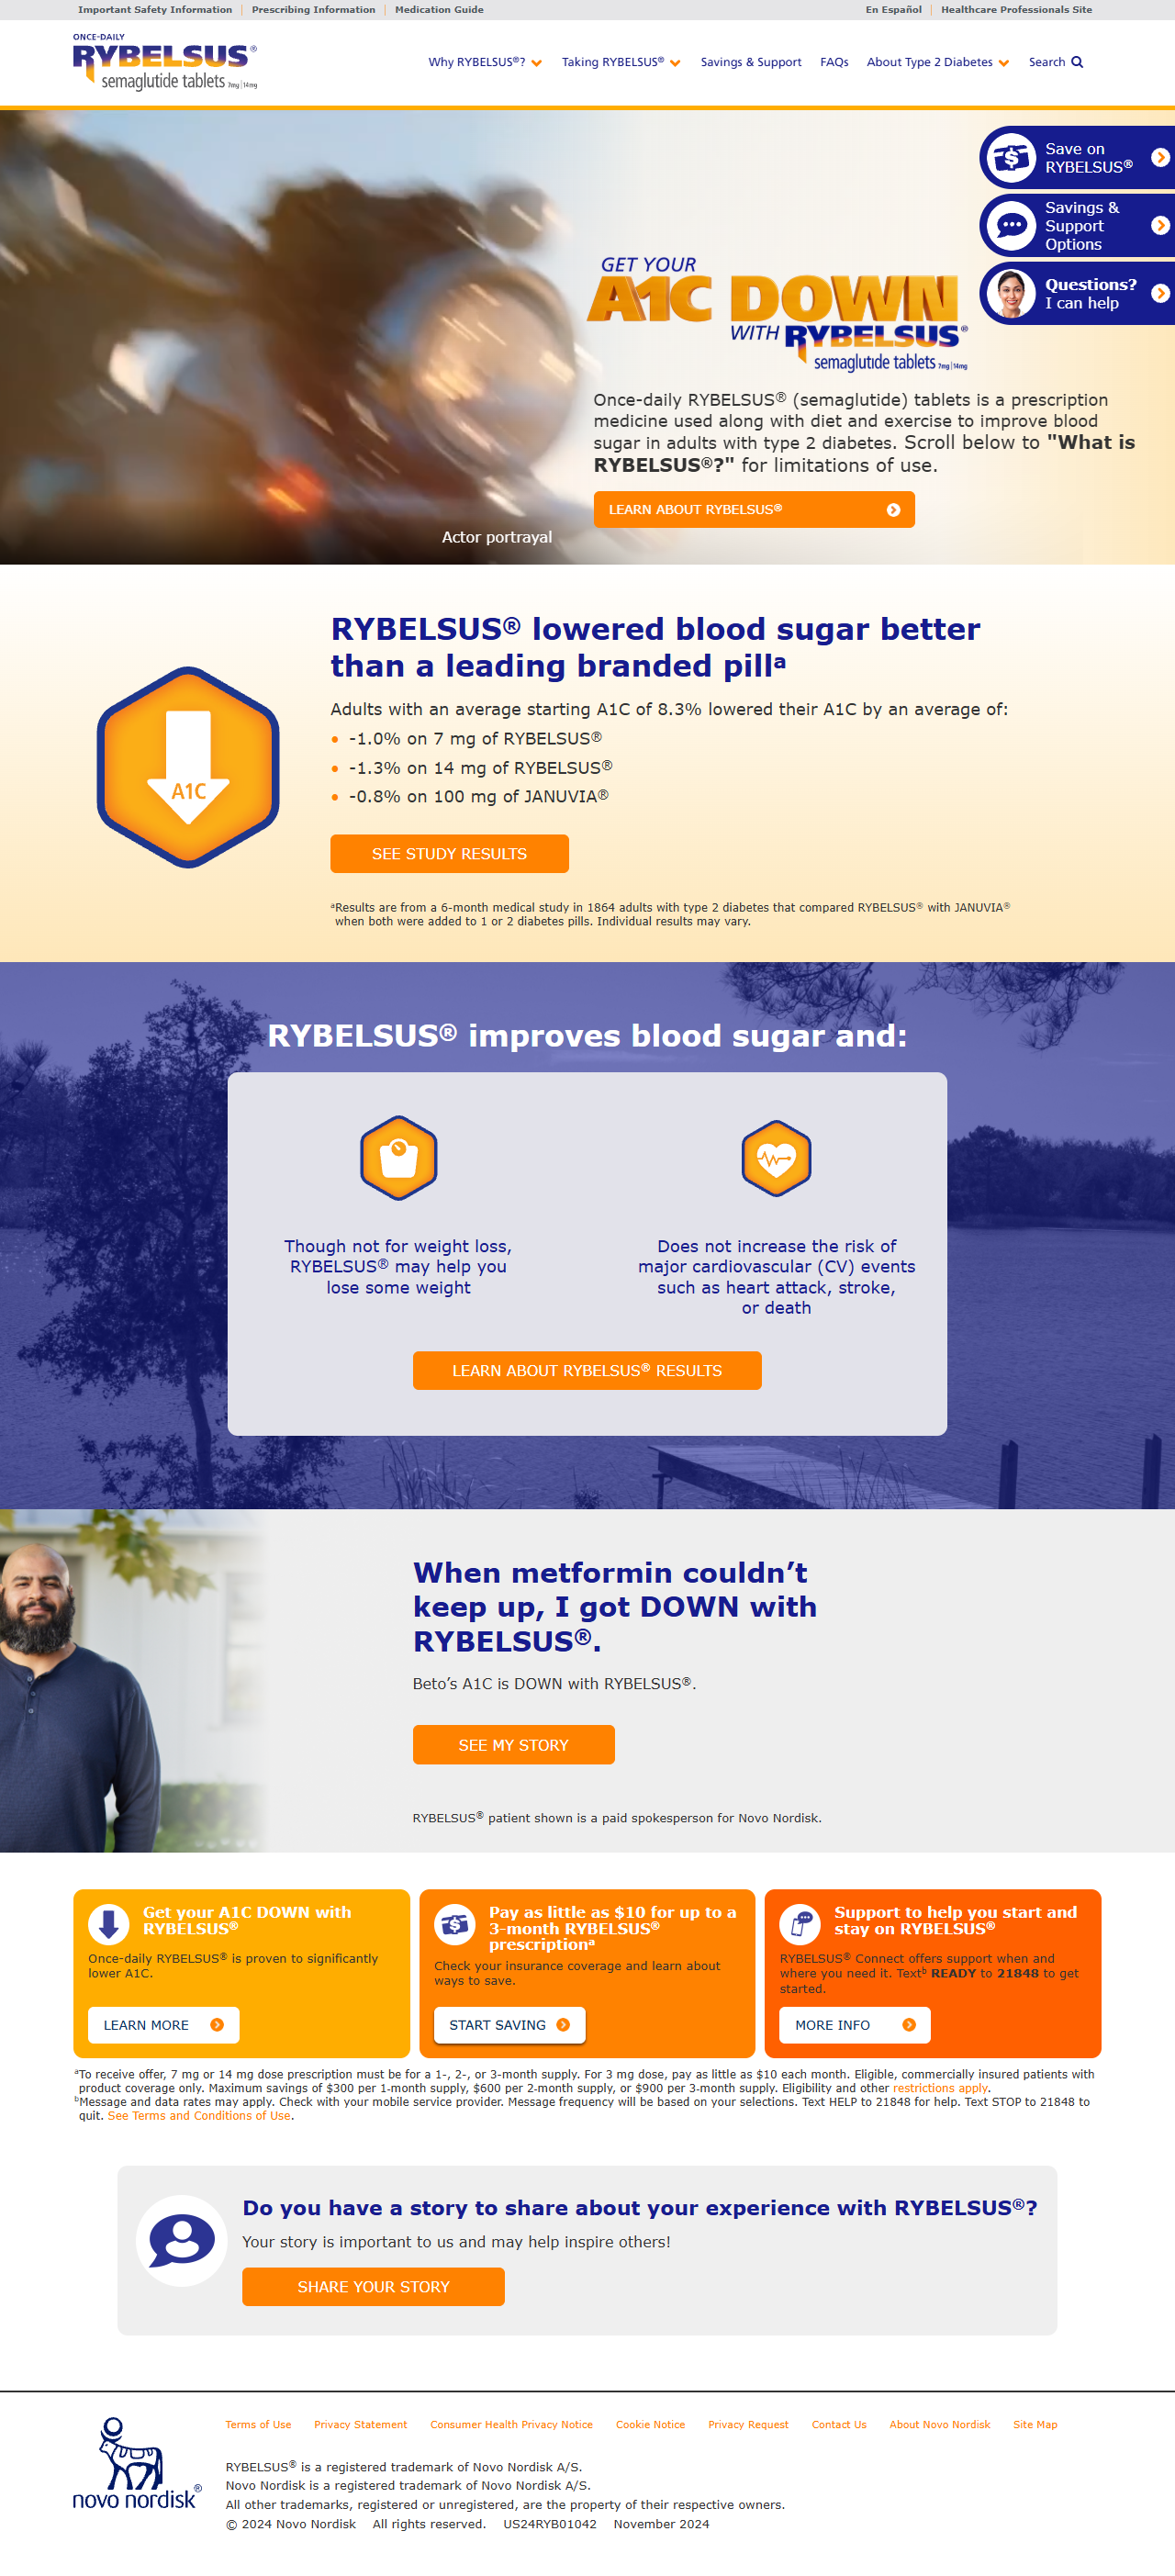 Important Safety Information | Prescribing Information | Medication Guide
En Español | Healthcare Professionals Site
ONCE-DAILY
RYBELSUS®
semaglutide tablets 7mg | 14mg
Why RYBELSUS®? Taking RYBELSUS® Savings & Support FAQs About Type 2 Diabetes Search
Save on
RYBELSUS®
Savings &
Support
Options
Questions?
I can help
GET YOUR
A1C DOWN
WITH RYBELSUS®
semaglutide tablets 7mg | 14mg
Once-daily RYBELSUS® (semaglutide) tablets is a prescription
medicine used along with diet and exercise to improve blood
sugar in adults with type 2 diabetes. Scroll below to "What is
RYBELSUS®?" for limitations of use.
LEARN ABOUT RYBELSUS®
Actor portrayal
RYBELSUS® lowered blood sugar better
than a leading branded pillª
Adults with an average starting A1C of 8.3% lowered their A1C by an average of:
• -1.0% on 7 mg of RYBELSUS®
• -1.3% on 14 mg of RYBELSUS®
• -0.8% on 100 mg of JANUVIA®
A1C
SEE STUDY RESULTS
ªResults are from a 6-month medical study in 1864 adults with type 2 diabetes that compared RYBELSUS® with JANUVIA®
when both were added to 1 or 2 diabetes pills. Individual results may vary.
RYBELSUS® improves blood sugar and:
Though not for weight loss,
RYBELSUS® may help you
lose some weight
Does not increase the risk of
major cardiovascular (CV) events
such as heart attack, stroke,
or death
LEARN ABOUT RYBELSUS® RESULTS
When metformin couldn’t
keep up, I got DOWN with
RYBELSUS®.
Beto’s A1C is DOWN with RYBELSUS®.
SEE MY STORY
RYBELSUS® patient shown is a paid spokesperson for Novo Nordisk.
Get your A1C DOWN with
RYBELSUS®
Once-daily RYBELSUS® is proven to significantly
lower A1C.
LEARN MORE
Pay as little as $10 for up to a
3-month RYBELSUS®
prescriptionª
Check your insurance coverage and learn about
ways to save.
START SAVING
Support to help you start and
stay on RYBELSUS®
RYBELSUS® Connect offers support when and
where you need it. Textᵇ READY to 21848 to get
started.
MORE INFO
ªTo receive offer, 7 mg or 14 mg dose prescription must be for a 1-, 2-, or 3-month supply. For 3 mg dose, pay as little as $10 each month. Eligible, commercially insured patients with
product coverage only. Maximum savings of $300 per 1-month supply, $600 per 2-month supply, or $900 per 3-month supply. Eligibility and other restrictions apply.
ᵇMessage and data rates may apply. Check with your mobile service provider. Message frequency will be based on your selections. Text HELP to 21848 for help. Text STOP to 21848 to
quit. See Terms and Conditions of Use.
Do you have a story to share about your experience with RYBELSUS®?
Your story is important to us and may help inspire others!
SHARE YOUR STORY
Terms of Use Privacy Statement Consumer Health Privacy Notice Cookie Notice Privacy Request Contact Us About Novo Nordisk Site Map
novo nordisk®
RYBELSUS® is a registered trademark of Novo Nordisk A/S.
Novo Nordisk is a registered trademark of Novo Nordisk A/S.
All other trademarks, registered or unregistered, are the property of their respective owners.
© 2024 Novo Nordisk All rights reserved. US24RYB01042 November 2024